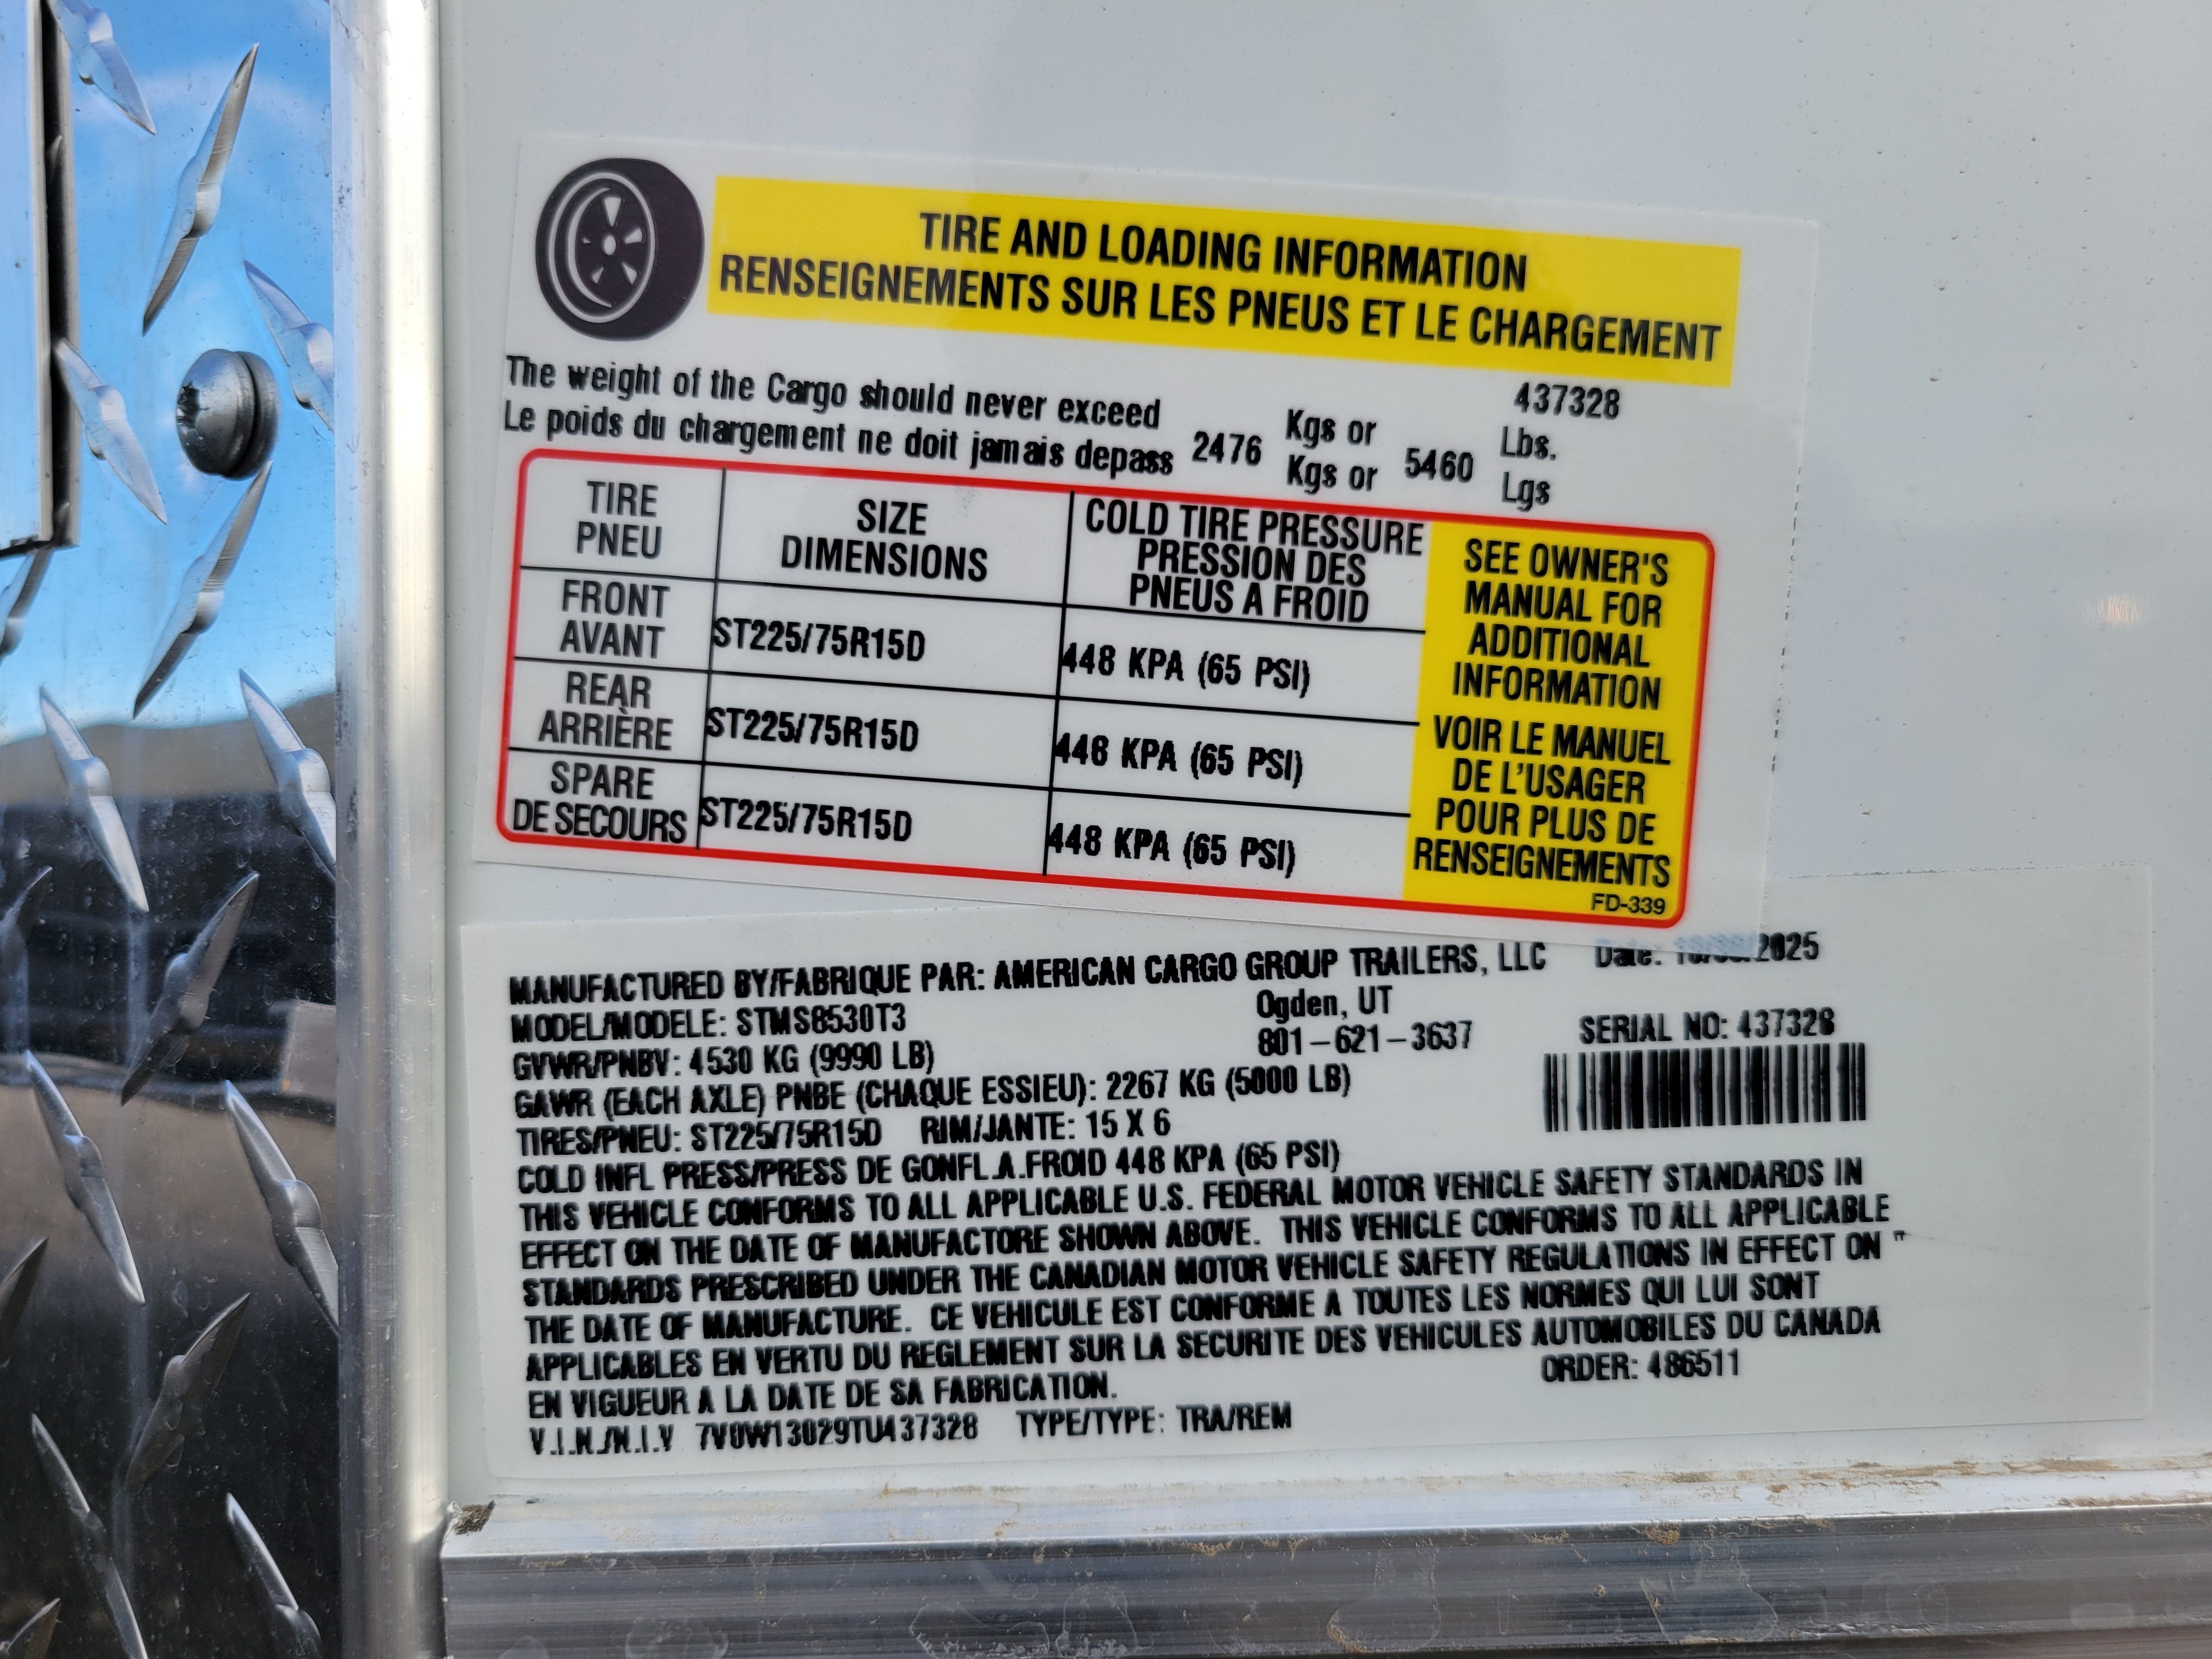 TIRE AND LOADING INFORMATION
RENSEIGNEMENTS SUR LES PNEUS ET LE CHARGEMENT
437328
The weight of the Cargo should never exceed Kgs or Lbs.
Le poids du chargement ne doit jamais depass 2476 Kgs or 5460 Lgs
TIRE
PNEU
SIZE
DIMENSIONS
COLD TIRE PRESSURE
PRESSION DES
PNEUS A FROID
FRONT
AVANT
ST225/75R15D
448 KPA (65 PSI)
REAR
ARRIÈRE
ST225/75R15D
448 KPA (65 PSI)
SPARE
DE SECOURS
ST225/75R15D
448 KPA (65 PSI)
SEE OWNER'S
MANUAL FOR
ADDITIONAL
INFORMATION
VOIR LE MANUEL
DE L'USAGER
POUR PLUS DE
RENSEIGNEMENTS
FD-339
MANUFACTURED BY/FABRIQUE PAR: AMERICAN CARGO GROUP TRAILERS, LLC Date:
MODEL/MODELE: STMS8530T3 Ogden, UT
GVWR/PNBV: 4530 KG (9990 LB) 801-621-3637 SERIAL NO: 437328
GAWR (EACH AXLE) PNBE (CHAQUE ESSIEU): 2267 KG (5000 LB)
TIRES/PNEU: ST225/75R15D RIM/JANTE: 15 X 6
COLD INFL PRESS/PRESS DE GONFL.A.FROID 448 KPA (65 PSI)
THIS VEHICLE CONFORMS TO ALL APPLICABLE U.S. FEDERAL MOTOR VEHICLE SAFETY STANDARDS IN
EFFECT ON THE DATE OF MANUFACTORE SHOWN ABOVE. THIS VEHICLE CONFORMS TO ALL APPLICABLE
STANDARDS PRESCRIBED UNDER THE CANADIAN MOTOR VEHICLE SAFETY REGULATIONS IN EFFECT ON "
THE DATE OF MANUFACTURE. CE VEHICULE EST CONFORME A TOUTES LES NORMES QUI LUI SONT
APPLICABLES EN VERTU DU REGLEMENT SUR LA SECURITE DES VEHICULES AUTOMOBILES DU CANADA
EN VIGUEUR A LA DATE DE SA FABRICATION. ORDER: 486511
V.I.N./N.I.V 7V0W13029TU437328 TYPE/TYPE: TRA/REM